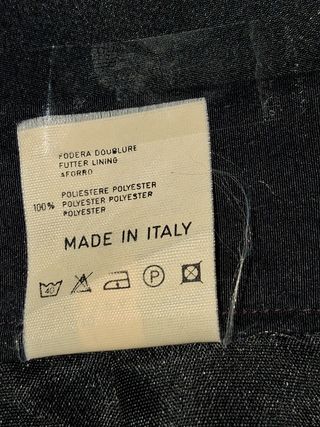 FODERA DOUBLURE
FUTTER LINING
AFORRO
100% POLIESTERE POLYESTER
POLYESTER POLYESTER
POLYESTER
MADE IN ITALY
40
P